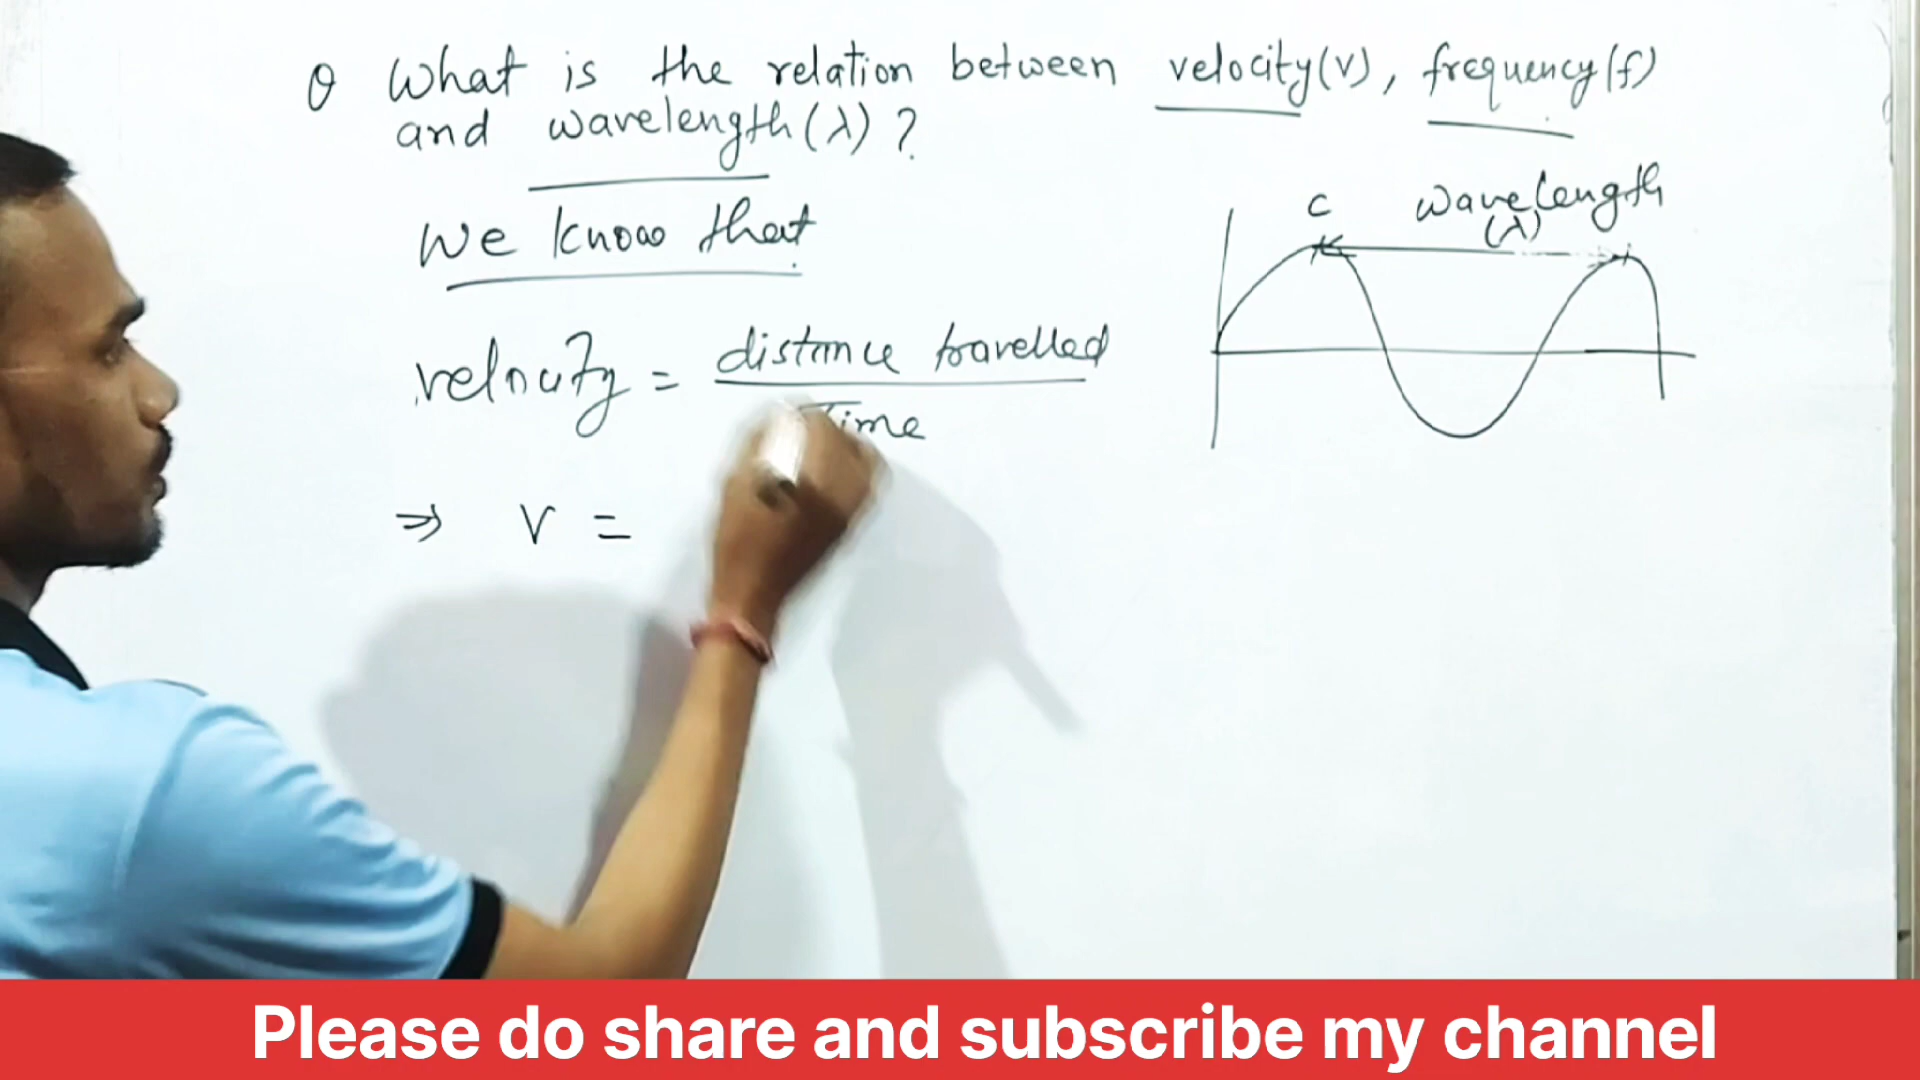 Q What is the relation between velocity(v), frequency(f)
and wavelength(λ)?
We know that
C
wavelength
(λ)
velocity = distance travelled
Time
⇒ v =
Please do share and subscribe my channel